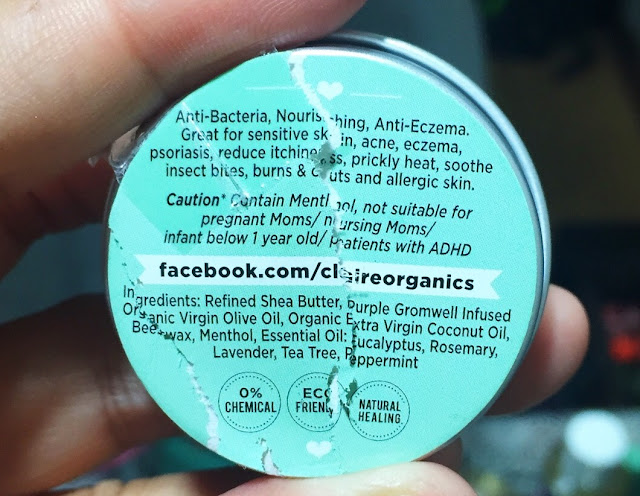 Anti-Bacteria, Nourishing, Anti-Eczema.
Great for sensitive skin, acne, eczema,
psoriasis, reduce itchiness, prickly heat, soothe
insect bites, burns & cuts and allergic skin.
Caution* Contain Menthol, not suitable for
pregnant Moms/ nursing Moms/
infant below 1 year old/ patients with ADHD
facebook.com/claireorganics
Ingredients: Refined Shea Butter, Purple Gromwell Infused
Organic Virgin Olive Oil, Organic Extra Virgin Coconut Oil,
Beeswax, Menthol, Essential Oil: Eucalyptus, Rosemary,
Lavender, Tea Tree, Peppermint
0%
CHEMICAL
ECO
FRIENDLY
NATURAL
HEALING